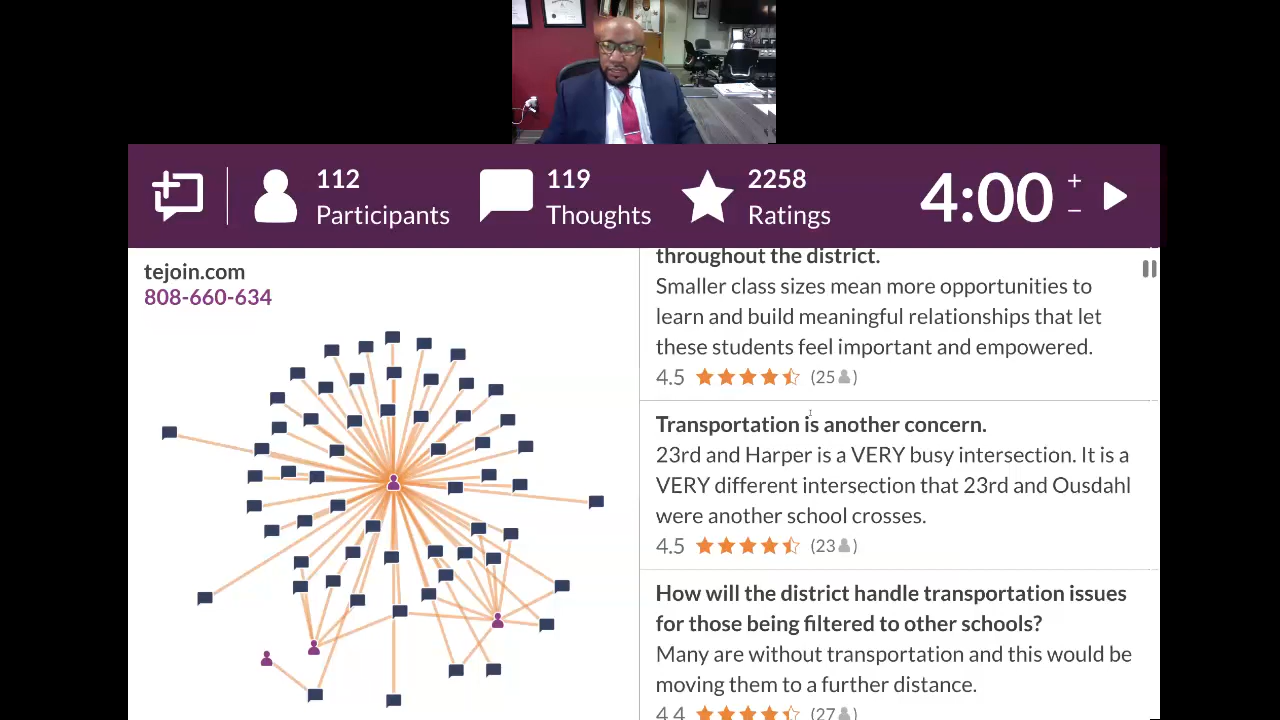 112
Participants
119
Thoughts
2258
Ratings
4:00
+
−
tejoin.com
808-660-634
throughout the district.
Smaller class sizes mean more opportunities to
learn and build meaningful relationships that let
these students feel important and empowered.
4.5 (25)
Transportation is another concern.
23rd and Harper is a VERY busy intersection. It is a
VERY different intersection that 23rd and Ousdahl
were another school crosses.
4.5 (23)
How will the district handle transportation issues
for those being filtered to other schools?
Many are without transportation and this would be
moving them to a further distance.
4.4 (27)